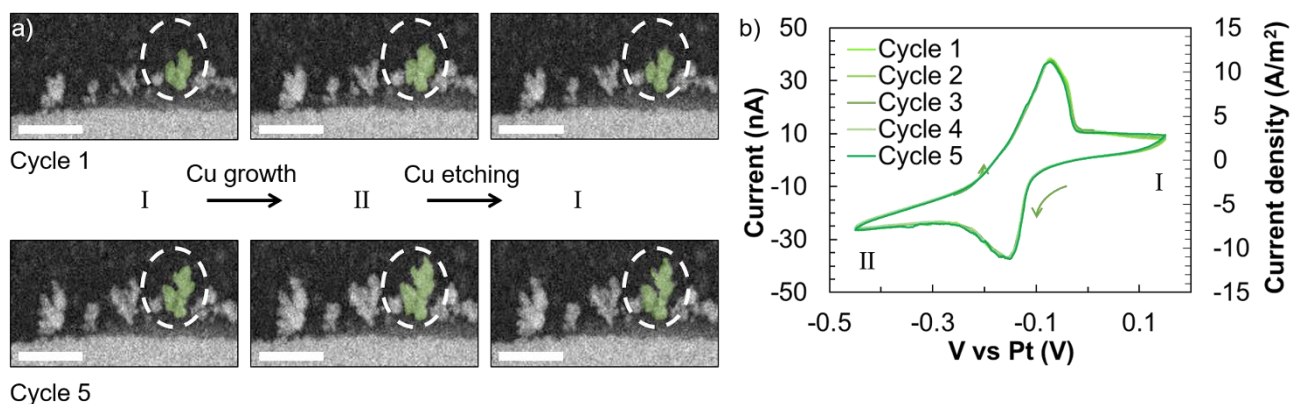 a)
Cycle 1
Cu growth
Cu etching
I
II
I
Cycle 5
b)
Cycle 1
Cycle 2
Cycle 3
Cycle 4
Cycle 5
I
II
50
30
10
-10
-30
-50
Current (nA)
15
10
5
0
-5
-10
-15
Current density (A/m²)
-0.5
-0.3
-0.1
0.1
V vs Pt (V)